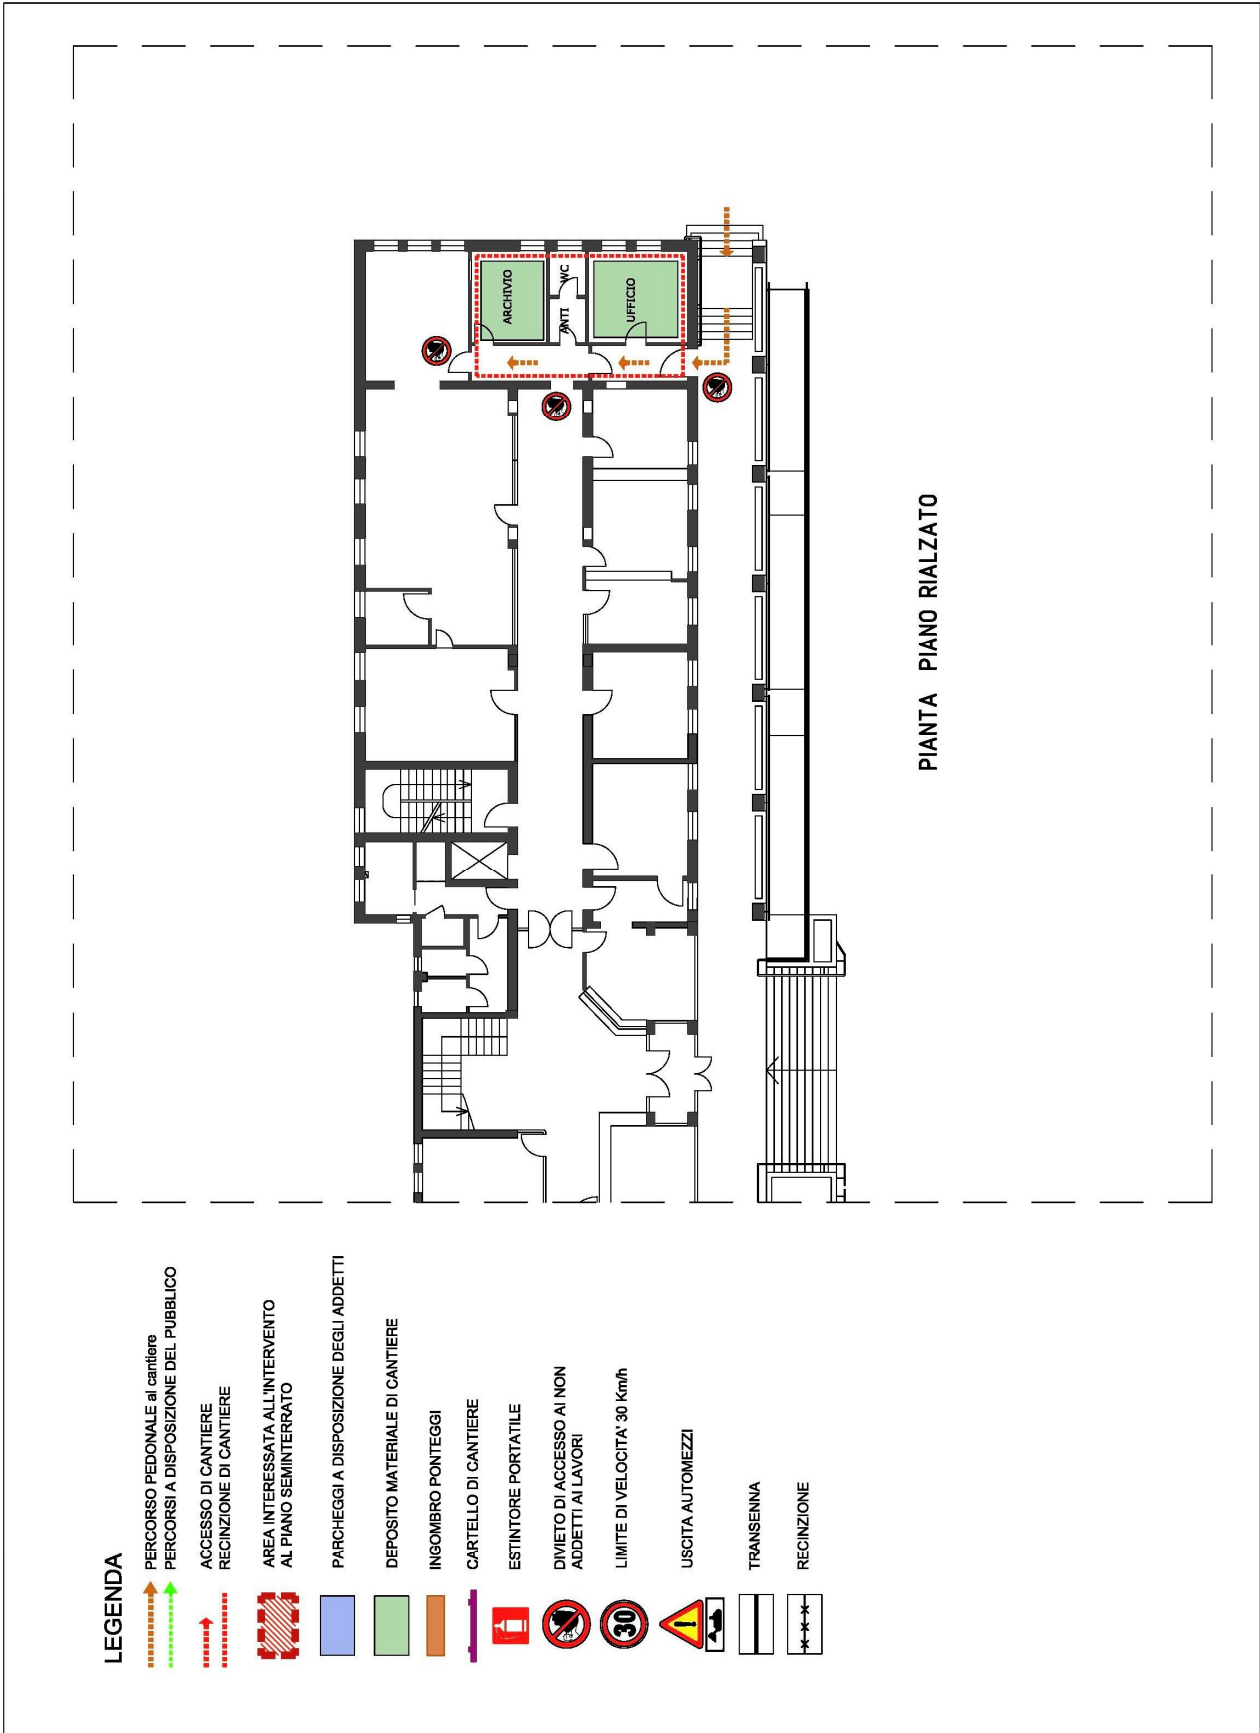 ARCHIVIO
WC
ANTI
UFFICIO
PIANTA PIANO RIALZATO
LEGENDA
PERCORSO PEDONALE al cantiere
PERCORSI A DISPOSIZIONE DEL PUBBLICO
ACCESSO DI CANTIERE
RECINZIONE DI CANTIERE
AREA INTERESSATA ALL'INTERVENTO
AL PIANO SEMINTERRATO
PARCHEGGI A DISPOSIZIONE DEGLI ADDETTI
DEPOSITO MATERIALE DI CANTIERE
INGOMBRO PONTEGGI
CARTELLO DI CANTIERE
ESTINTORE PORTATILE
DIVIETO DI ACCESSO AI NON
ADDETTI AI LAVORI
30
LIMITE DI VELOCITA' 30 Km/h
!
USCITA AUTOMEZZI
TRANSENNA
RECINZIONE